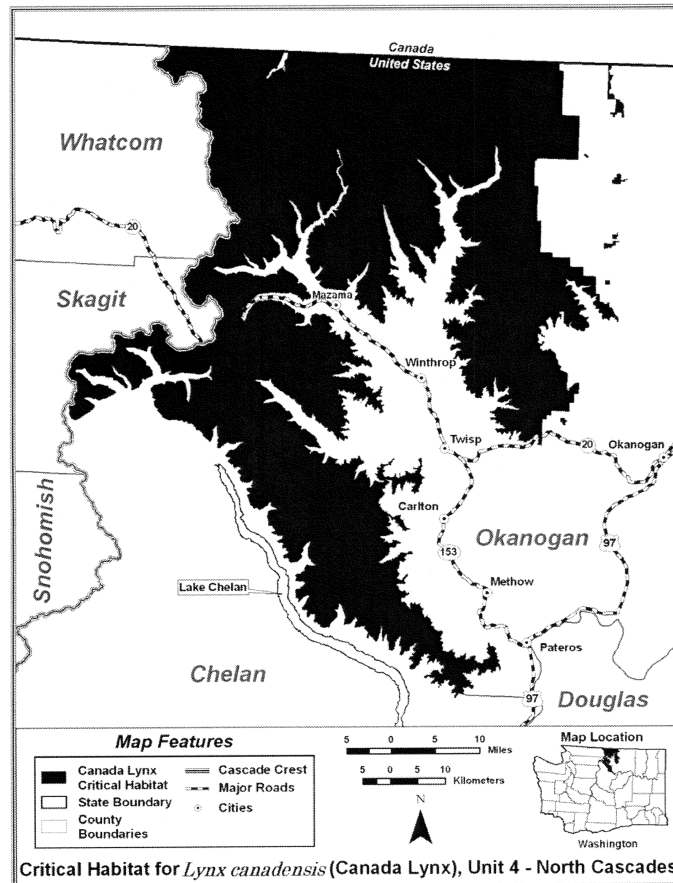 Canada
United States
Whatcom
20
Skagit
Mazama
Winthrop
Twisp
20
Okanogan
Snohomish
Carlton
Okanogan
97
153
Lake Chelan
Methow
Pateros
Chelan
97
Douglas
Map Features
Canada Lynx
Critical Habitat
State Boundary
County
Boundaries
Cascade Crest
Major Roads
Cities
5 0 5 10
Miles
5 0 5 10
Kilometers
N
Map Location
Washington
Critical Habitat for Lynx canadensis (Canada Lynx), Unit 4 - North Cascades